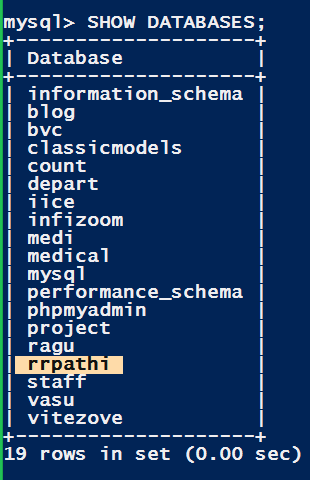 mysql> SHOW DATABASES;
+--------------------+
| Database           |
+--------------------+
| information_schema |
| blog               |
| bvc                |
| classicmodels      |
| count              |
| depart             |
| iice               |
| infizoom           |
| medi               |
| medical            |
| mysql              |
| performance_schema |
| phpmyadmin         |
| project            |
| ragu               |
| rrpathi            |
| staff              |
| vasu               |
| vitezove           |
+--------------------+
19 rows in set (0.00 sec)